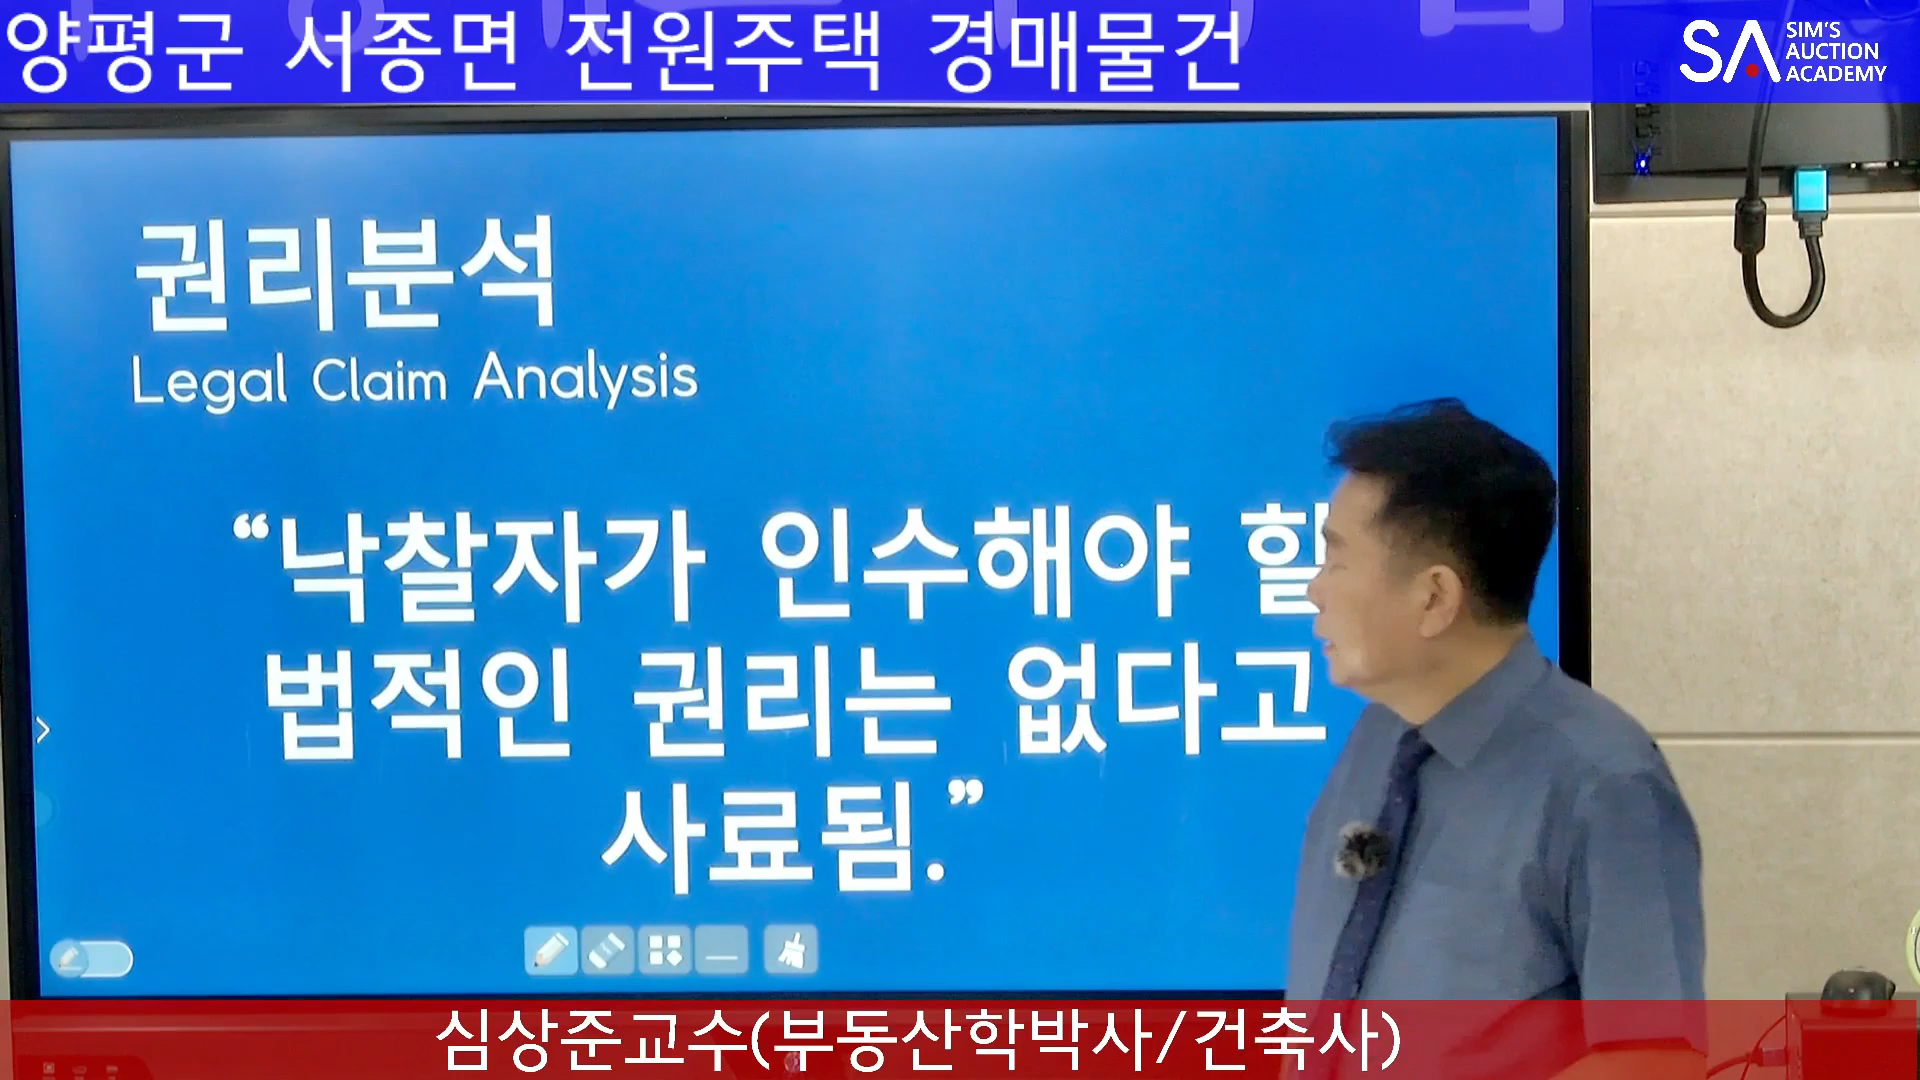 양평군 서종면 전원주택 경매물건
SA SIM'S
AUCTION
ACADEMY
권리분석
Legal Claim Analysis
“낙찰자가 인수해야 할
법적인 권리는 없다고
사료됨.”
심상준교수(부동산학박사/건축사)